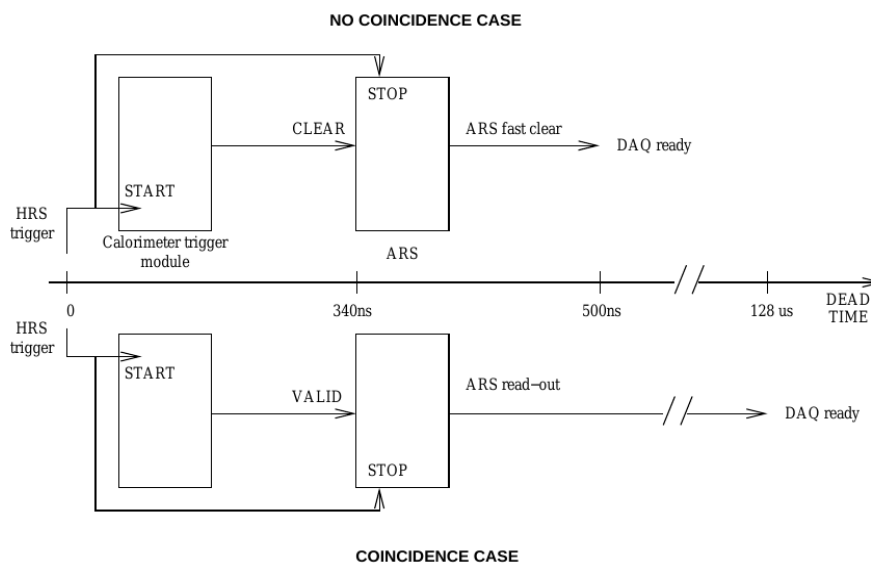 NO COINCIDENCE CASE
STOP
CLEAR
ARS fast clear
DAQ ready
START
HRS
trigger
Calorimeter trigger
module
ARS
0
340ns
500ns
128 us
DEAD
TIME
HRS
trigger
START
VALID
ARS read−out
DAQ ready
STOP
COINCIDENCE CASE